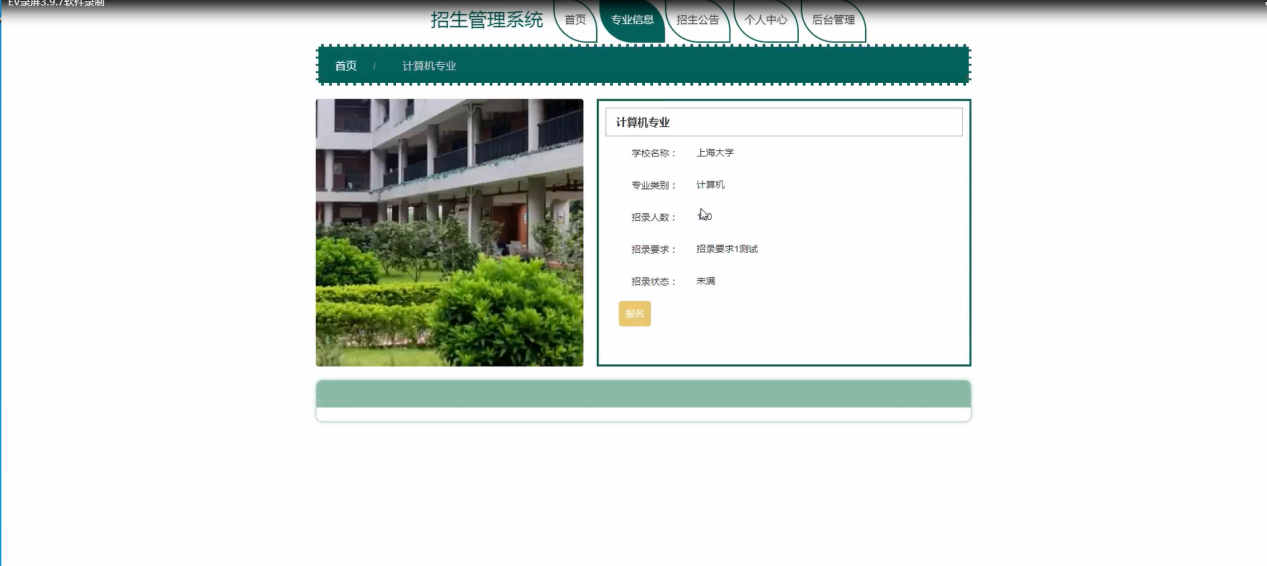 EV录屏3.9.7软件录制
招生管理系统 首页 专业信息 招生公告 个人中心 后台管理
首页 / 计算机专业
计算机专业
学校名称： 上海大学
专业类别： 计算机
招录人数：
招录要求： 招录要求1测试
招录状态： 未满
报名